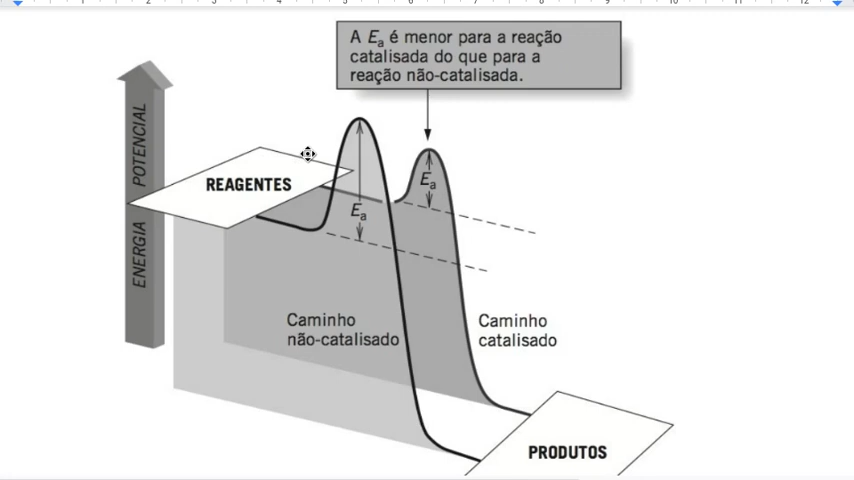 A Ea é menor para a reação
catalisada do que para a
reação não-catalisada.
ENERGIA POTENCIAL
REAGENTES
Ea
Ea
Caminho
não-catalisado
Caminho
catalisado
PRODUTOS